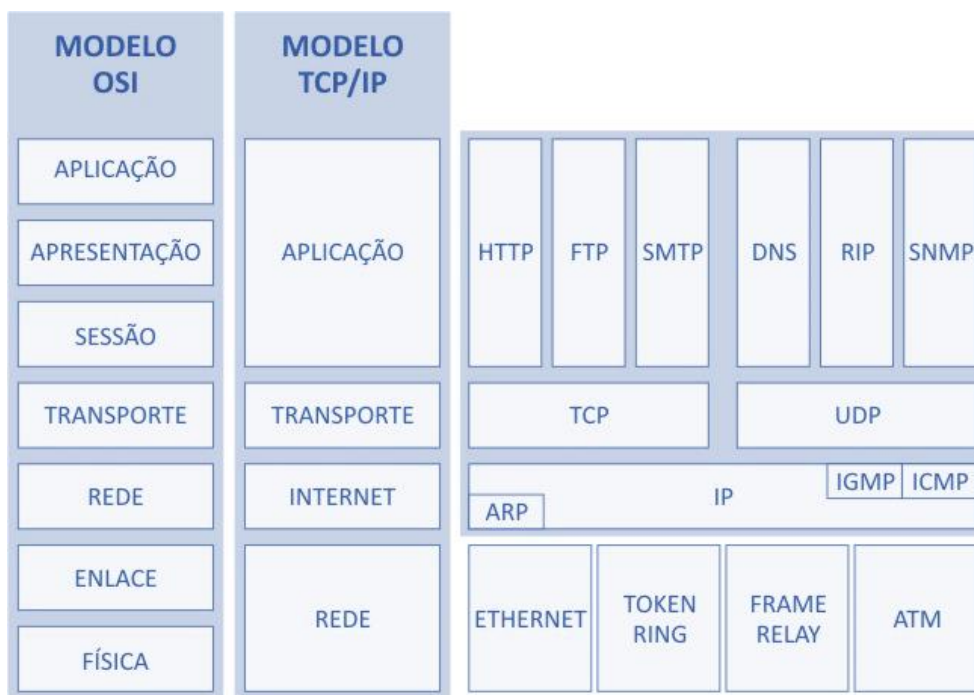 MODELO
OSI
APLICAÇÃO
APRESENTAÇÃO
SESSÃO
TRANSPORTE
REDE
ENLACE
FÍSICA
MODELO
TCP/IP
APLICAÇÃO
TRANSPORTE
INTERNET
REDE
HTTP
FTP
SMTP
DNS
RIP
SNMP
TCP
UDP
IP
IGMP
ICMP
ARP
ETHERNET
TOKEN
RING
FRAME
RELAY
ATM